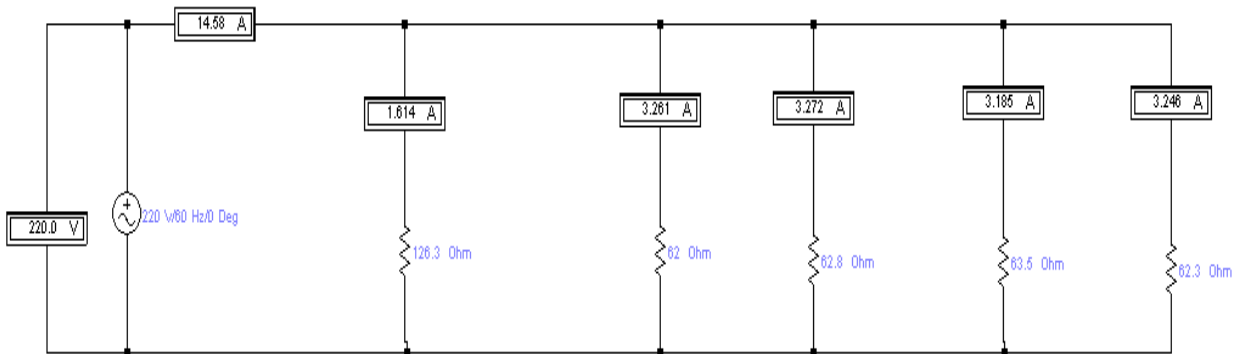 14.58 A
1.614 A
3.261 A
3.272 A
3.185 A
3.246 A
220.0 V
220 V/60 Hz/0 Deg
126.3 Ohm
62 Ohm
62.8 Ohm
63.5 Ohm
62.3 Ohm